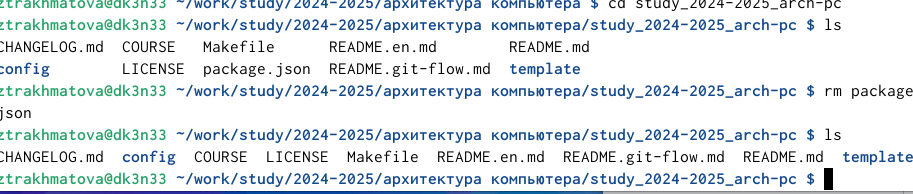 ztrakhmatova@dk3n33 ~/work/study/2024-2025/архитектура компьютера $ cd study_2024-2025_arch-pc
ztrakhmatova@dk3n33 ~/work/study/2024-2025/архитектура компьютера/study_2024-2025_arch-pc $ ls
CHANGELOG.md  COURSE   Makefile      README.en.md        README.md
config        LICENSE  package.json  README.git-flow.md  template
ztrakhmatova@dk3n33 ~/work/study/2024-2025/архитектура компьютера/study_2024-2025_arch-pc $ rm package
json
ztrakhmatova@dk3n33 ~/work/study/2024-2025/архитектура компьютера/study_2024-2025_arch-pc $ ls
CHANGELOG.md  config  COURSE  LICENSE  Makefile  README.en.md  README.git-flow.md  README.md  template
ztrakhmatova@dk3n33 ~/work/study/2024-2025/архитектура компьютера/study_2024-2025_arch-pc $